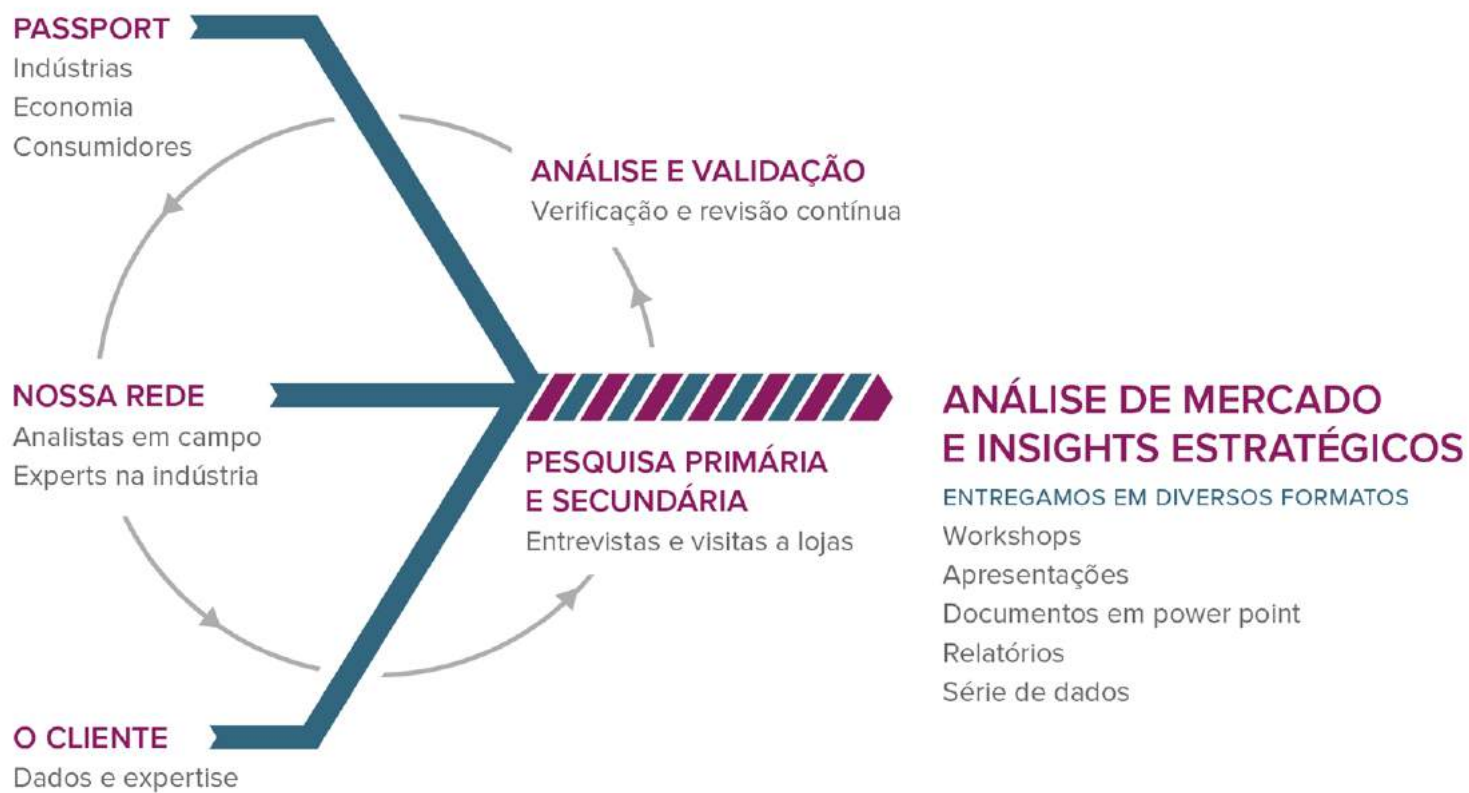 PASSPORT
Indústrias
Economia
Consumidores
ANÁLISE E VALIDAÇÃO
Verificação e revisão contínua
NOSSA REDE
Analistas em campo
Experts na indústria
PESQUISA PRIMÁRIA
E SECUNDÁRIA
Entrevistas e visitas a lojas
O CLIENTE
Dados e expertise
ANÁLISE DE MERCADO
E INSIGHTS ESTRATÉGICOS
ENTREGAMOS EM DIVERSOS FORMATOS
Workshops
Apresentações
Documentos em power point
Relatórios
Série de dados